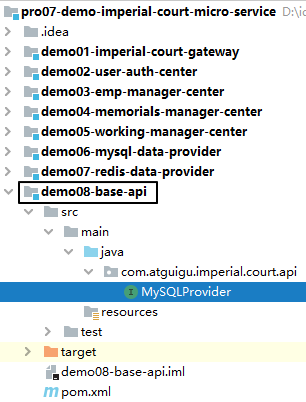 pro07-demo-imperial-court-micro-service D:\
.idea
demo01-imperial-court-gateway
demo02-user-auth-center
demo03-emp-manager-center
demo04-memorials-manager-center
demo05-working-manager-center
demo06-mysql-data-provider
demo07-redis-data-provider
demo08-base-api
src
main
java
com.atguigu.imperial.court.api
MySQLProvider
resources
test
target
demo08-base-api.iml
pom.xml